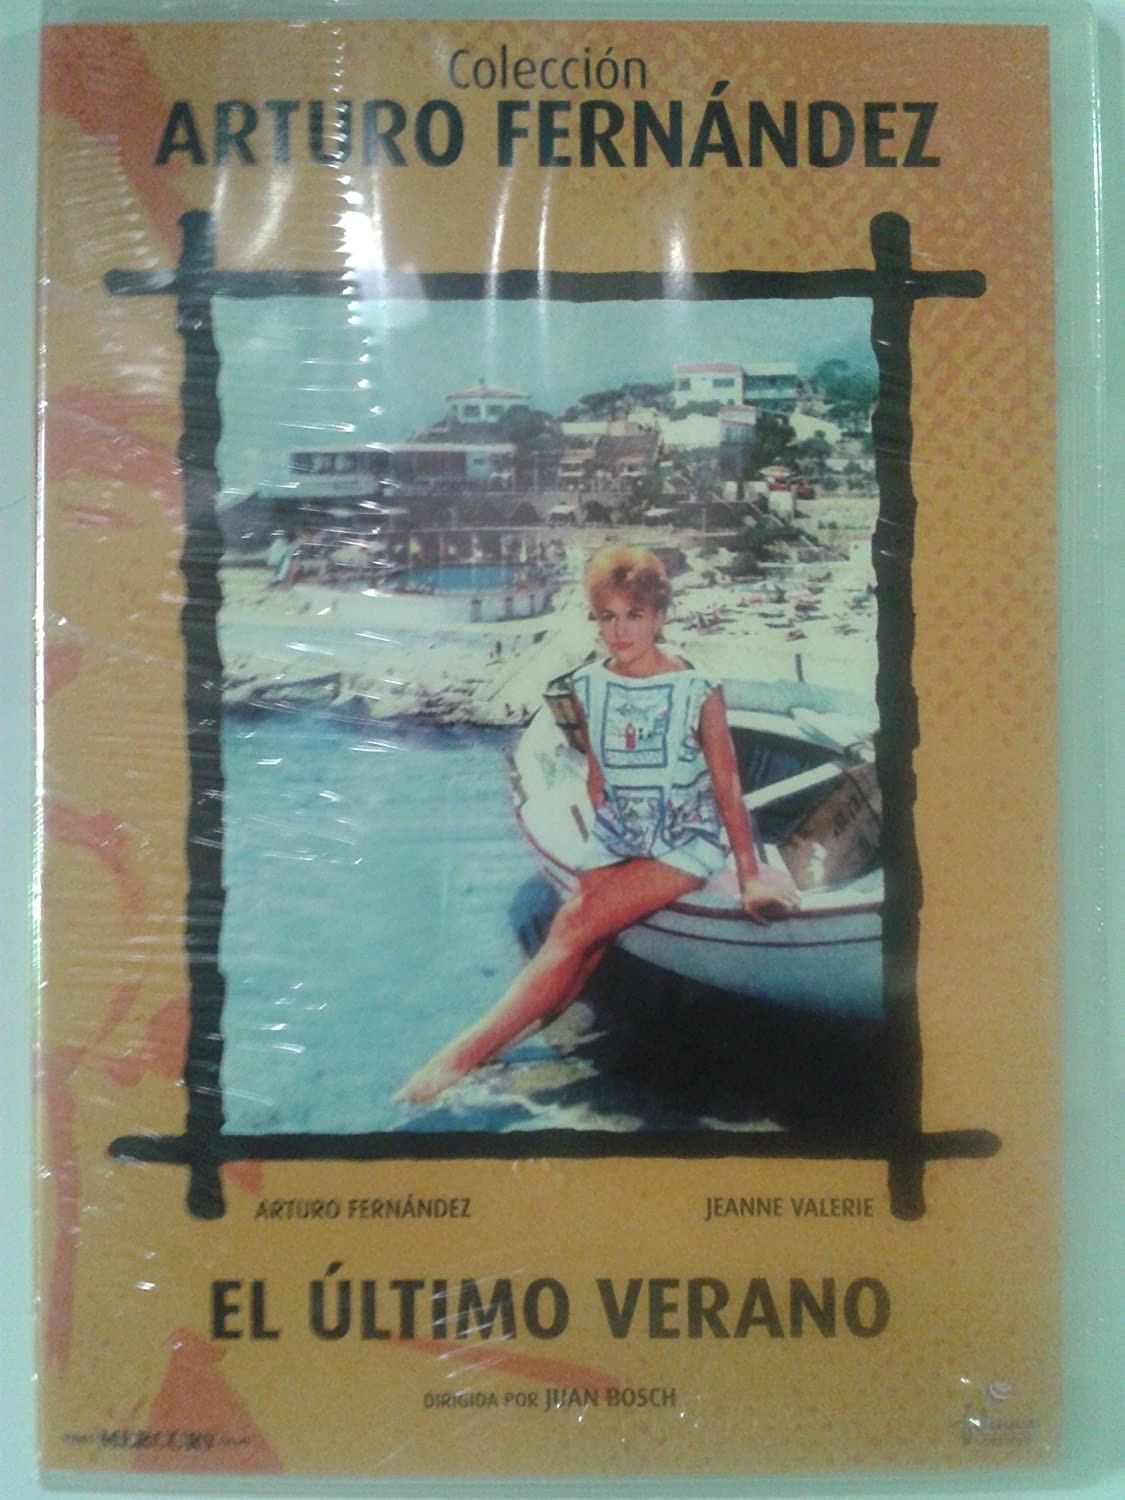 Colección
ARTURO FERNÁNDEZ
ARTURO FERNÁNDEZ
JEANNE VALERIE
EL ÚLTIMO VERANO
DIRIGIDA POR JUAN BOSCH
MERCURY